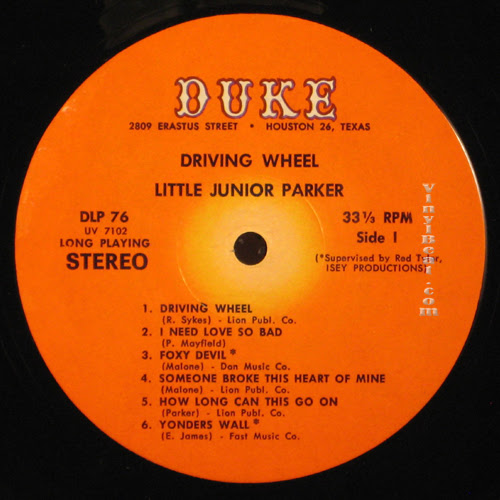 DUKE
2809 ERASTUS STREET • HOUSTON 26, TEXAS
DRIVING WHEEL
LITTLE JUNIOR PARKER
DLP 76
UV 7102
LONG PLAYING
STEREO
33 1/3 RPM
Side I
(*Supervised by Red
ISEY PRODUCTIONS)
1. DRIVING WHEEL
(R. Sykes) - Lion Publ. Co.
2. I NEED LOVE SO BAD
(P. Mayfield)
3. FOXY DEVIL*
(Malone) - Don Music Co.
4. SOMEONE BROKE THIS HEART OF MINE
(Malone) - Lion Publ. Co.
5. HOW LONG CAN THIS GO ON
(Parker) - Lion Publ. Co.
6. YONDERS WALL*
(E. James) - Fast Music Co.
VinylBeat.com